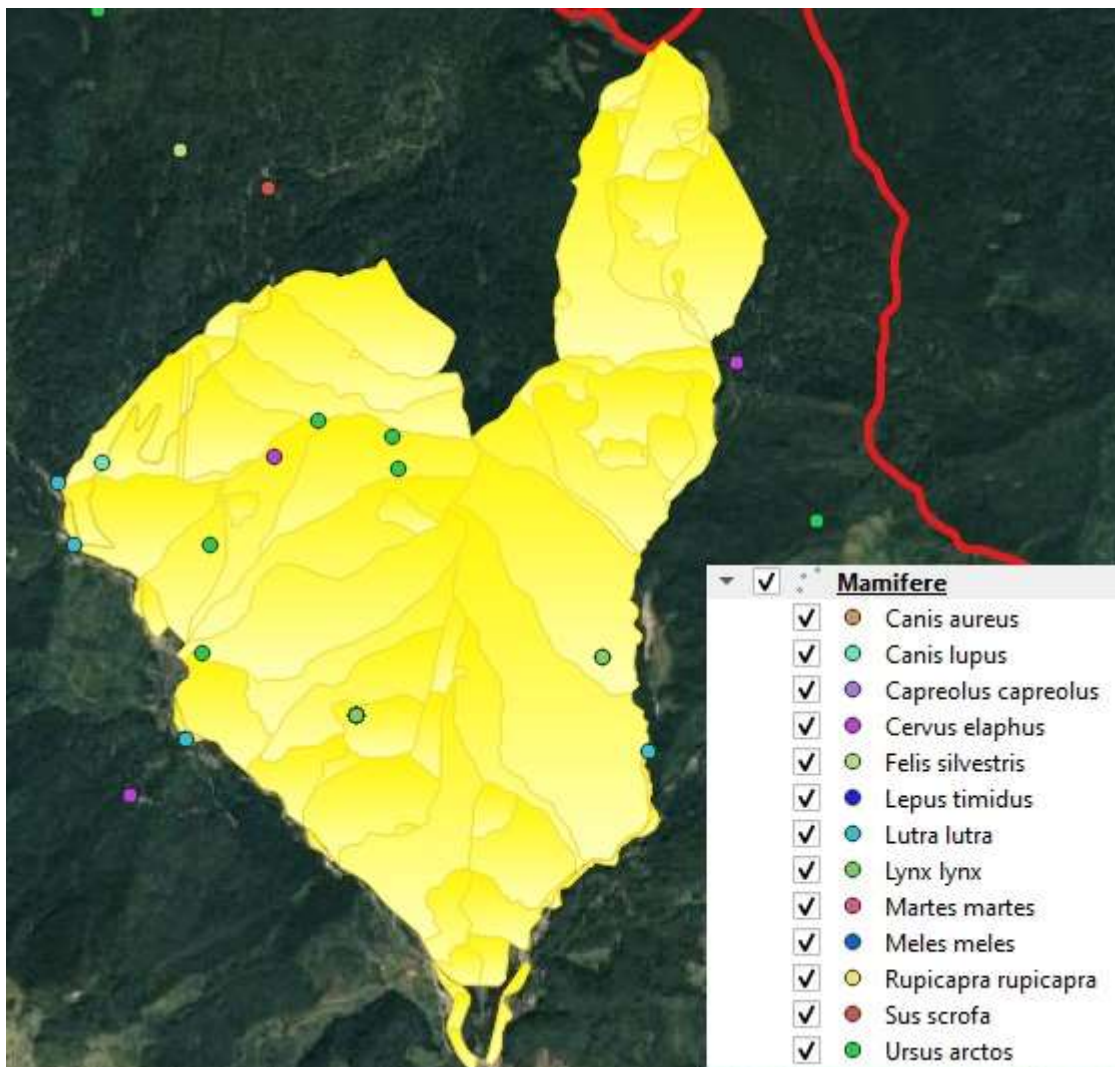 Mamifere
Canis aureus
Canis lupus
Capreolus capreolus
Cervus elaphus
Felis silvestris
Lepus timidus
Lutra lutra
Lynx lynx
Martes martes
Meles meles
Rupicapra rupicapra
Sus scrofa
Ursus arctos